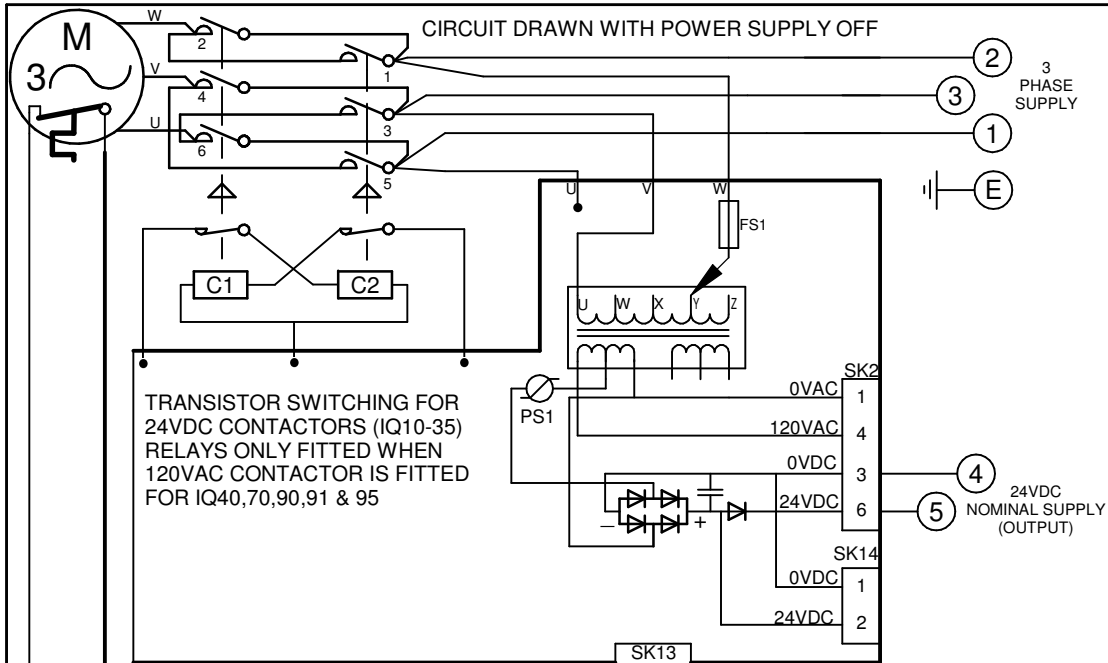 CIRCUIT DRAWN WITH POWER SUPPLY OFF
W
M
3
V
U
2
1
4
3
6
5
2
3
1
3
PHASE
SUPPLY
E
U
V
W
FS1
C1
C2
U
W
X
Y
Z
TRANSISTOR SWITCHING FOR
24VDC CONTACTORS (IQ10-35)
RELAYS ONLY FITTED WHEN
120VAC CONTACTOR IS FITTED
FOR IQ40,70,90,91 & 95
PS1
SK2
0VAC
1
120VAC
4
0VDC
3
24VDC
6
4
5
24VDC
NOMINAL SUPPLY
(OUTPUT)
–
+
SK14
0VDC
1
24VDC
2
SK13